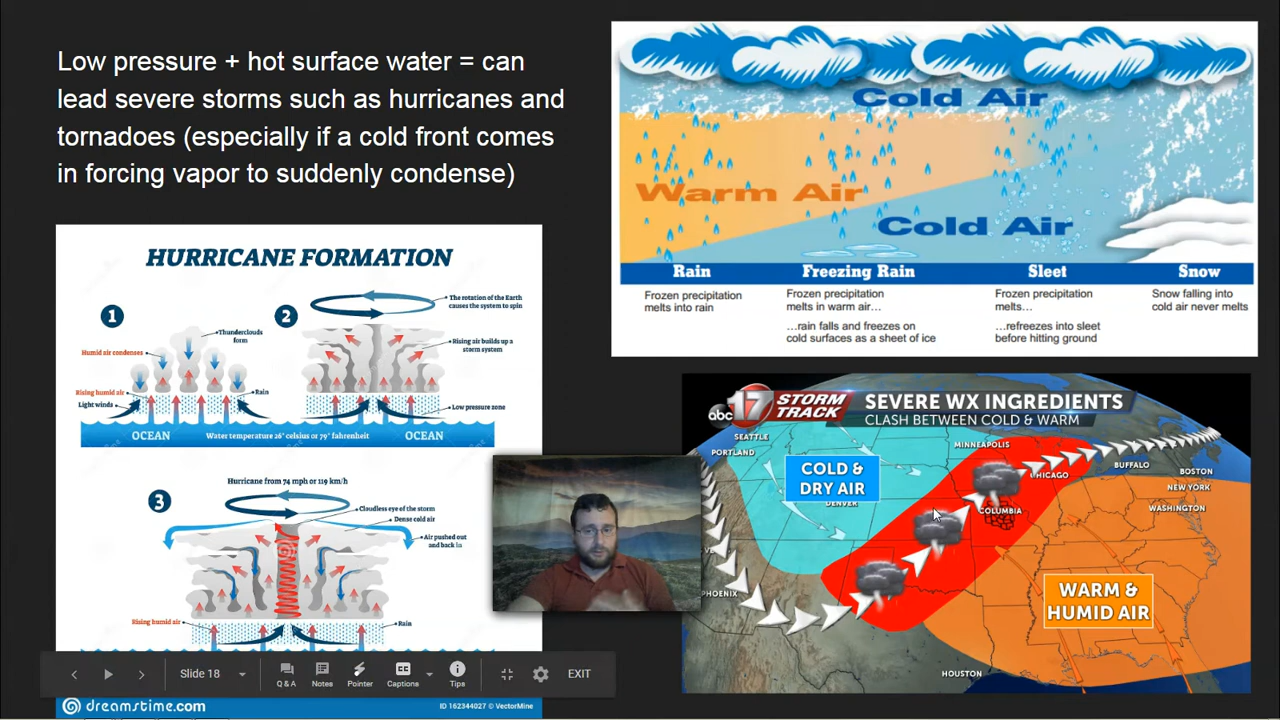 Low pressure + hot surface water = can
lead severe storms such as hurricanes and
tornadoes (especially if a cold front comes
in forcing vapor to suddenly condense)
HURRICANE FORMATION
1
2
The rotation of the Earth
causes the system to spin
Thunderclouds
form
Humid air condenses
Rising air builds up a
storm system
Rising humid air
Rain
Light winds
Low pressure zone
OCEAN
Water temperature 26° celsius or 79° fahrenheit
OCEAN
3
Hurricane from 74 mph or 119 km/h
Cloudless eye of the storm
Dense cold air
Air pushed out
and back in
Rising humid air
Rain
Slide 18
Q & A
Notes
Pointer
Captions
Tips
EXIT
dreamstime.com
ID 162344027 © VectorMine
Cold Air
Warm Air
Cold Air
Rain
Freezing Rain
Sleet
Snow
Frozen precipitation
melts into rain
Frozen precipitation
melts in warm air...
...rain falls and freezes on
cold surfaces as a sheet of ice
Frozen precipitation
melts...
...refreezes into sleet
before hitting ground
Snow falling into
cold air never melts
abc 17
STORM
TRACK
SEVERE WX INGREDIENTS
CLASH BETWEEN COLD & WARM
SEATTLE
PORTLAND
MINNEAPOLIS
CHICAGO
BUFFALO
BOSTON
NEW YORK
WASHINGTON
COLD &
DRY AIR
DENVER
COLUMBIA
PHOENIX
WARM &
HUMID AIR
HOUSTON